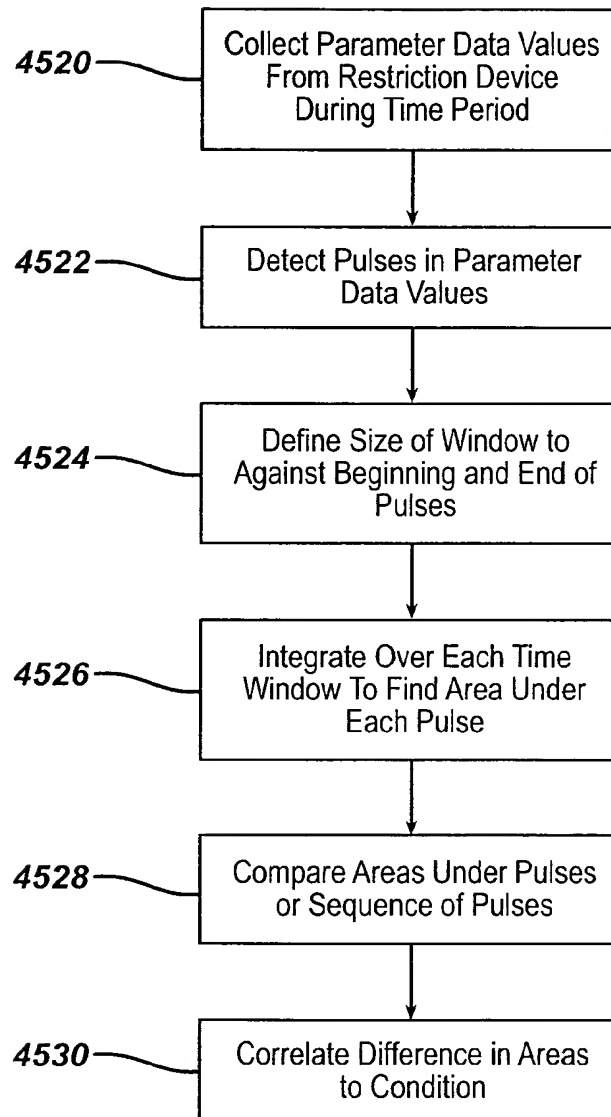 4520
Collect Parameter Data Values
From Restriction Device
During Time Period
4522
Detect Pulses in Parameter
Data Values
4524
Define Size of Window to
Against Beginning and End of
Pulses
4526
Integrate Over Each Time
Window To Find Area Under
Each Pulse
4528
Compare Areas Under Pulses
or Sequence of Pulses
4530
Correlate Difference in Areas
to Condition